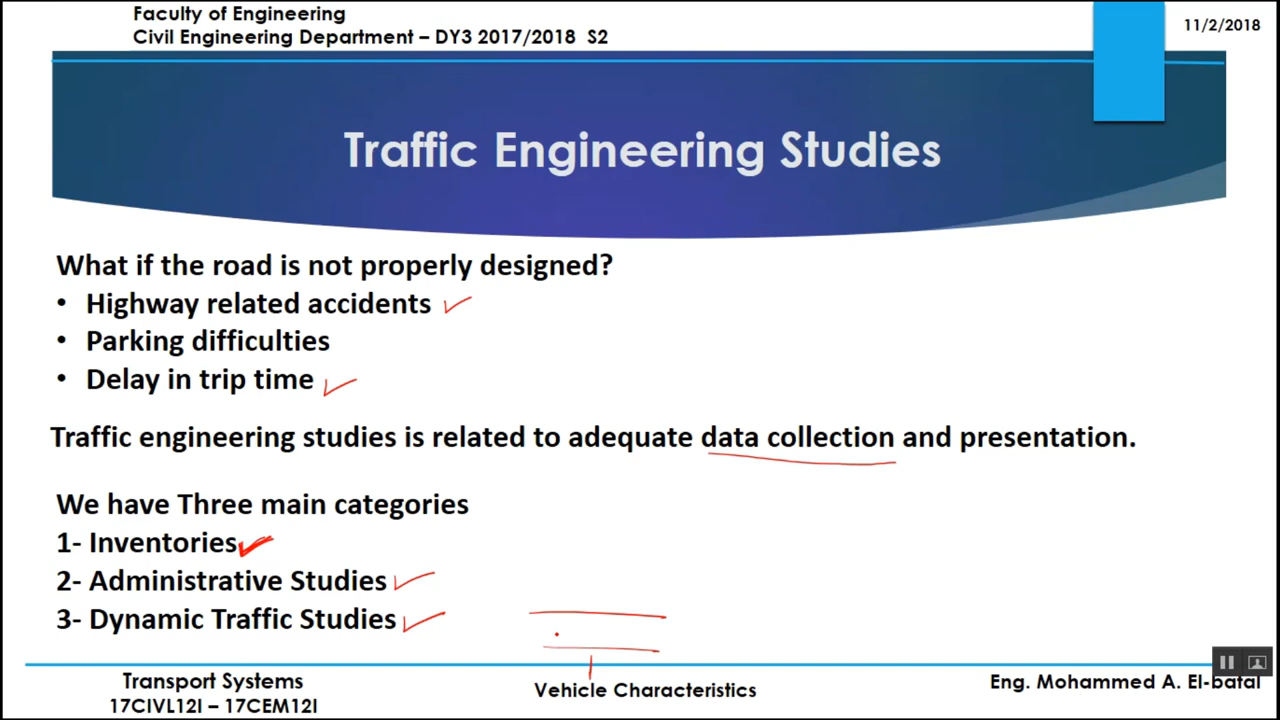 Faculty of Engineering
Civil Engineering Department – DY3 2017/2018 S2
11/2/2018
Traffic Engineering Studies
What if the road is not properly designed?
• Highway related accidents
• Parking difficulties
• Delay in trip time
Traffic engineering studies is related to adequate data collection and presentation.
We have Three main categories
1- Inventories
2- Administrative Studies
3- Dynamic Traffic Studies
Transport Systems
17CIVL12I – 17CEM12I
Vehicle Characteristics
Eng. Mohammed A. El-batal